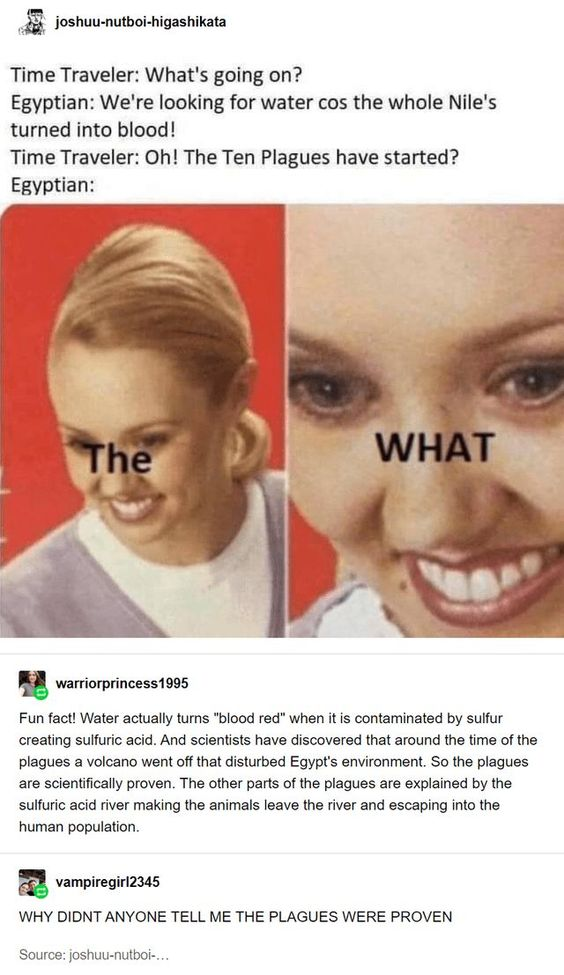 joshuu-nutboi-higashikata
Time Traveler: What's going on?
Egyptian: We're looking for water cos the whole Nile's
turned into blood!
Time Traveler: Oh! The Ten Plagues have started?
Egyptian:
The
WHAT
warriorprincess1995
Fun fact! Water actually turns "blood red" when it is contaminated by sulfur
creating sulfuric acid. And scientists have discovered that around the time of the
plagues a volcano went off that disturbed Egypt's environment. So the plagues
are scientifically proven. The other parts of the plagues are explained by the
sulfuric acid river making the animals leave the river and escaping into the
human population.
vampiregirl2345
WHY DIDNT ANYONE TELL ME THE PLAGUES WERE PROVEN
Source: joshuu-nutboi-...